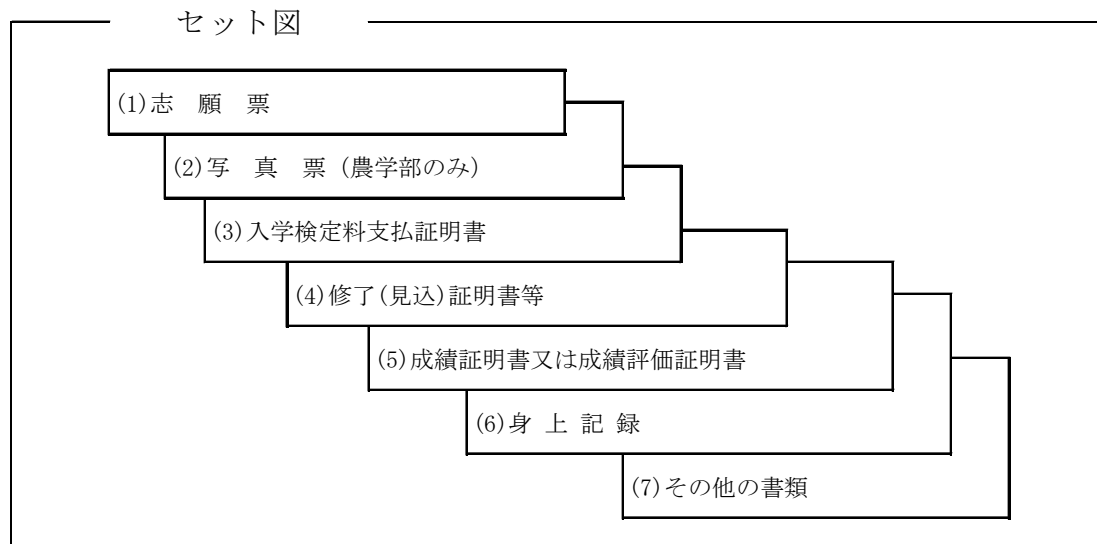 セット図
(1)志　願　票
(2)写　真　票 (農学部のみ)
(3)入学検定料支払証明書
(4)修了(見込)証明書等
(5)成績証明書又は成績評価証明書
(6)身 上 記 録
(7)その他の書類